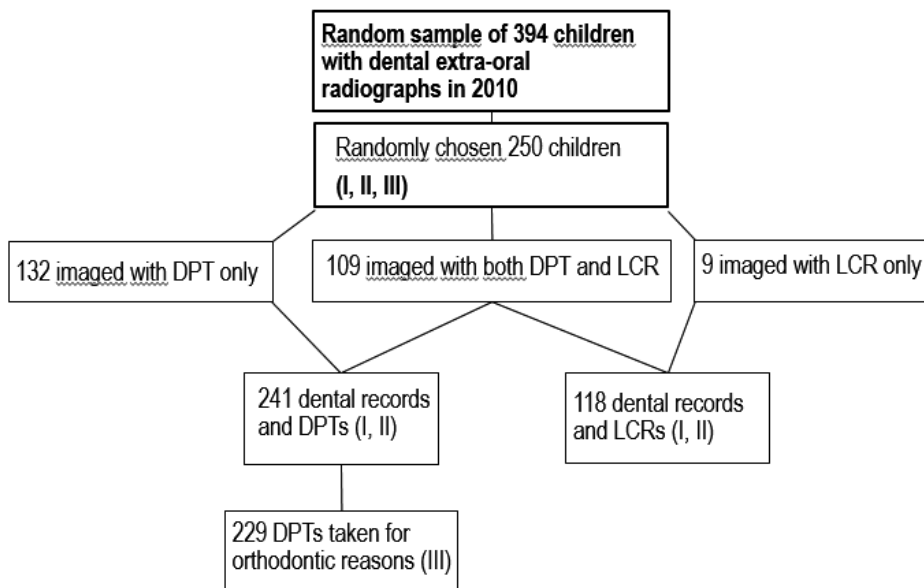 Random sample of 394 children
with dental extra-oral
radiographs in 2010
Randomly chosen 250 children
(I, II, III)
132 imaged with DPT only
109 imaged with both DPT and LCR
9 imaged with LCR only
241 dental records
and DPTs (I, II)
118 dental records
and LCRs (I, II)
229 DPTs taken for
orthodontic reasons (III)